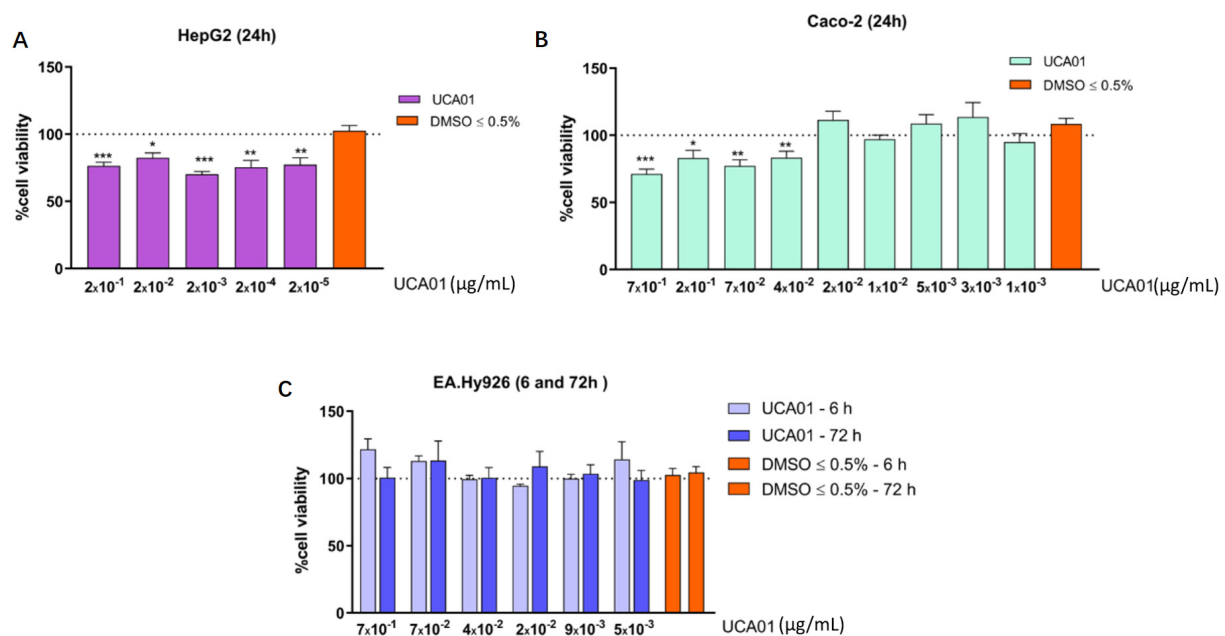 A
HepG2 (24h)
150
100
50
0
%cell viability
*** * *** ** **
UCA01
DMSO ≤ 0.5%
2x10⁻¹ 2x10⁻² 2x10⁻³ 2x10⁻⁴ 2x10⁻⁵
UCA01 (µg/mL)
B
Caco-2 (24h)
150
100
50
0
%cell viability
*** * ** **
UCA01
DMSO ≤ 0.5%
7x10⁻¹ 2x10⁻¹ 7x10⁻² 4x10⁻² 2x10⁻² 1x10⁻² 5x10⁻³ 3x10⁻³ 1x10⁻³
UCA01(µg/mL)
C
EA.Hy926 (6 and 72h )
150
100
50
0
%cell viability
UCA01 - 6 h
UCA01 - 72 h
DMSO ≤ 0.5% - 6 h
DMSO ≤ 0.5% - 72 h
7x10⁻¹ 7x10⁻² 4x10⁻² 2x10⁻² 9x10⁻³ 5x10⁻³
UCA01 (µg/mL)